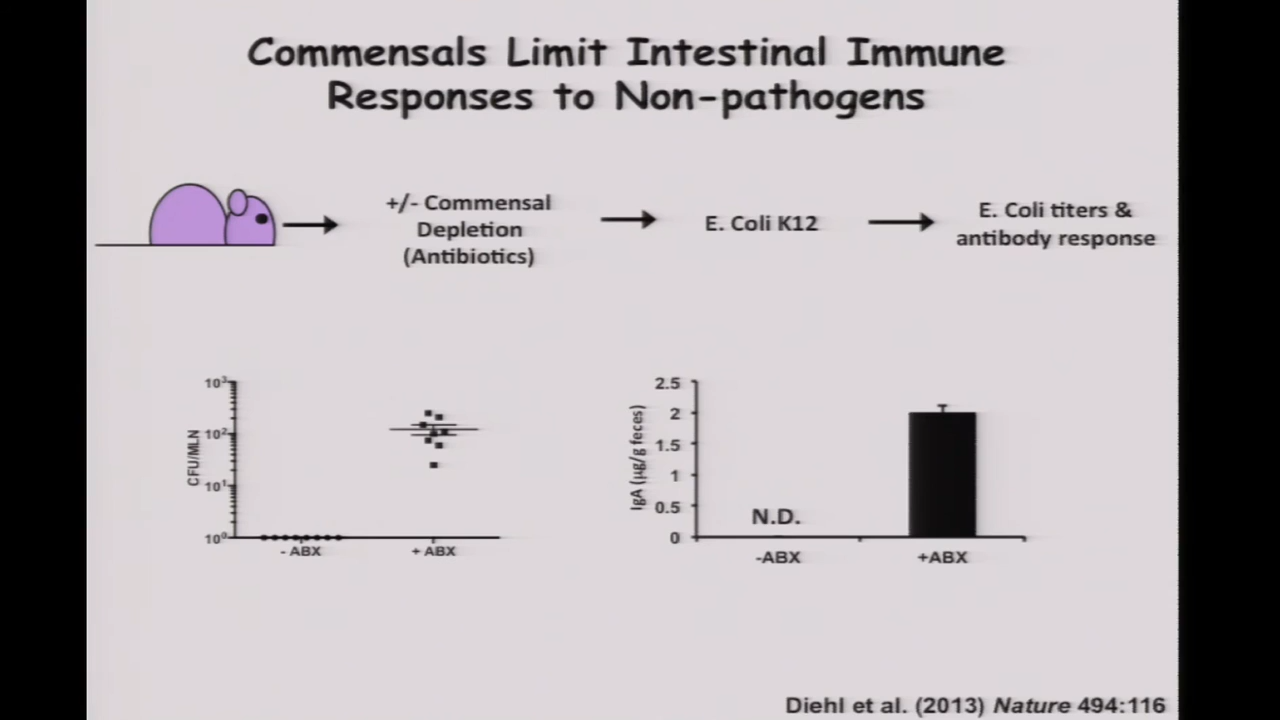 Commensals Limit Intestinal Immune
Responses to Non-pathogens
+/- Commensal
Depletion
(Antibiotics)
E. Coli K12
E. Coli titers &
antibody response
CFU/MLN
10³
10²
10¹
10⁰
- ABX
+ ABX
IgA (µg/g feces)
2.5
2
1.5
1
0.5
0
N.D.
-ABX
+ABX
Diehl et al. (2013) Nature 494:116